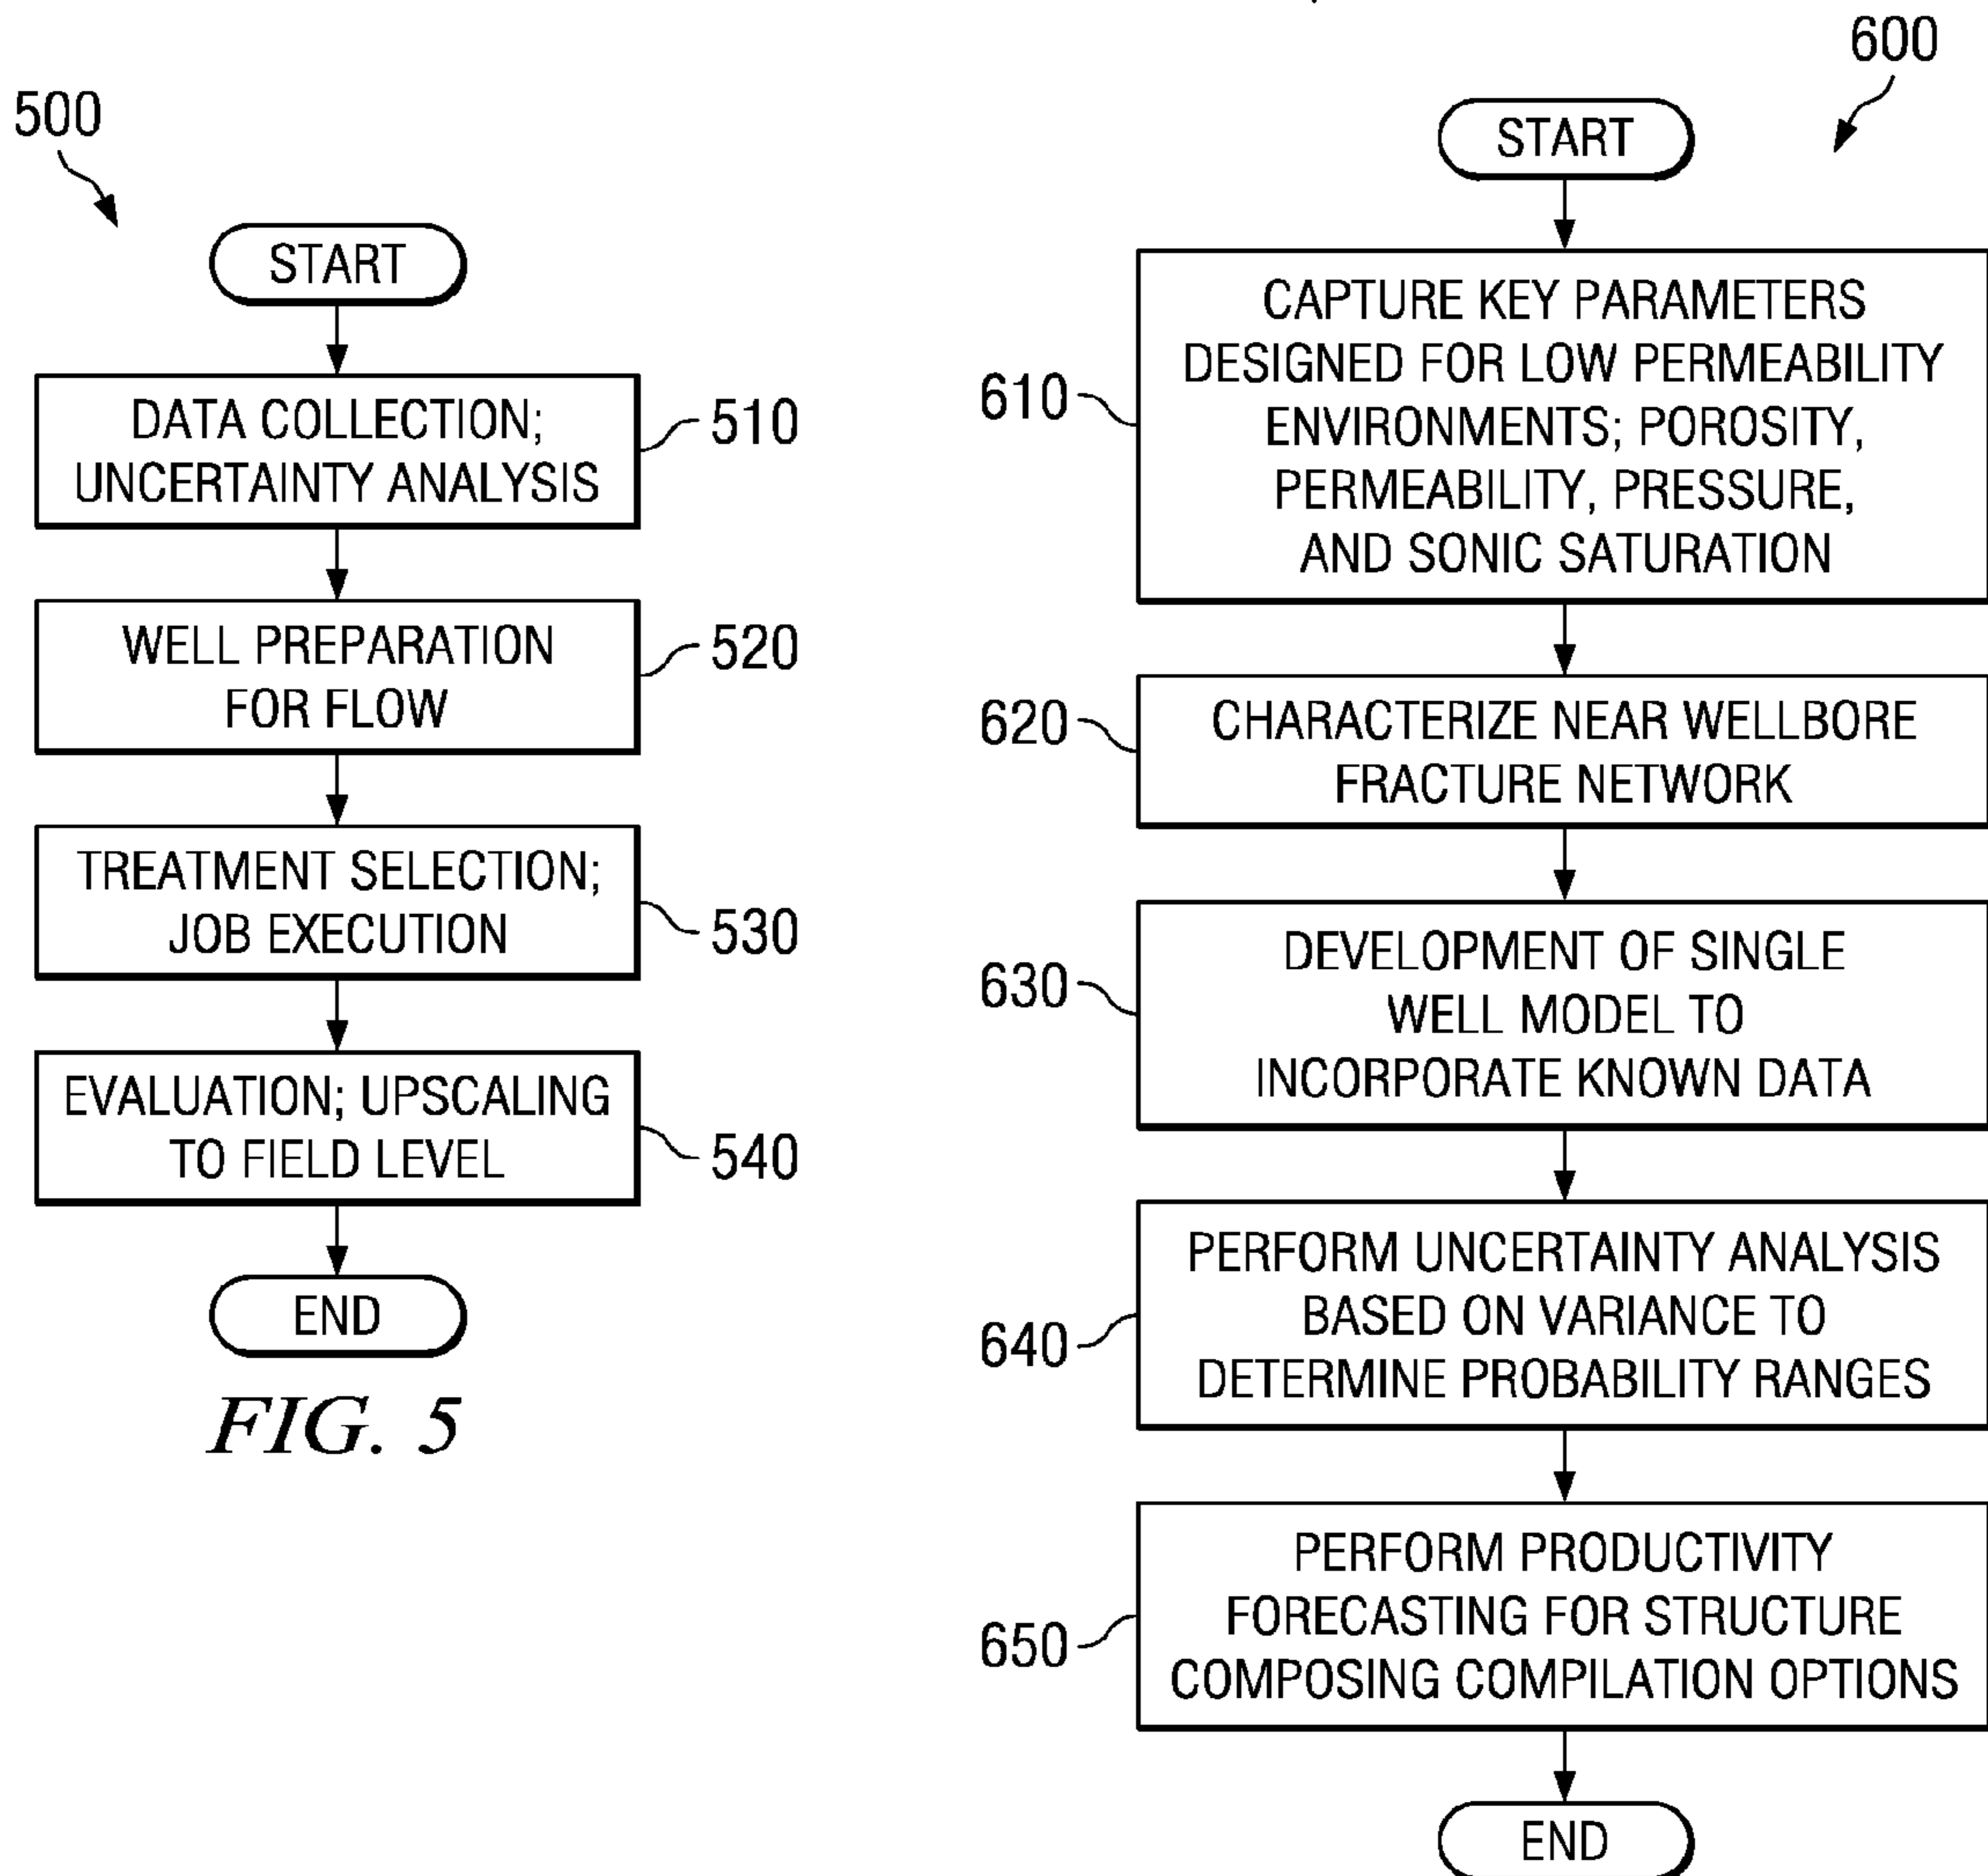 500
START
DATA COLLECTION;
UNCERTAINTY ANALYSIS
510
WELL PREPARATION
FOR FLOW
520
TREATMENT SELECTION;
JOB EXECUTION
530
EVALUATION; UPSCALING
TO FIELD LEVEL
540
END
FIG. 5
600
START
CAPTURE KEY PARAMETERS
DESIGNED FOR LOW PERMEABILITY
ENVIRONMENTS; POROSITY,
PERMEABILITY, PRESSURE,
AND SONIC SATURATION
610
CHARACTERIZE NEAR WELLBORE
FRACTURE NETWORK
620
DEVELOPMENT OF SINGLE
WELL MODEL TO
INCORPORATE KNOWN DATA
630
PERFORM UNCERTAINTY ANALYSIS
BASED ON VARIANCE TO
DETERMINE PROBABILITY RANGES
640
PERFORM PRODUCTIVITY
FORECASTING FOR STRUCTURE
COMPOSING COMPILATION OPTIONS
650
END